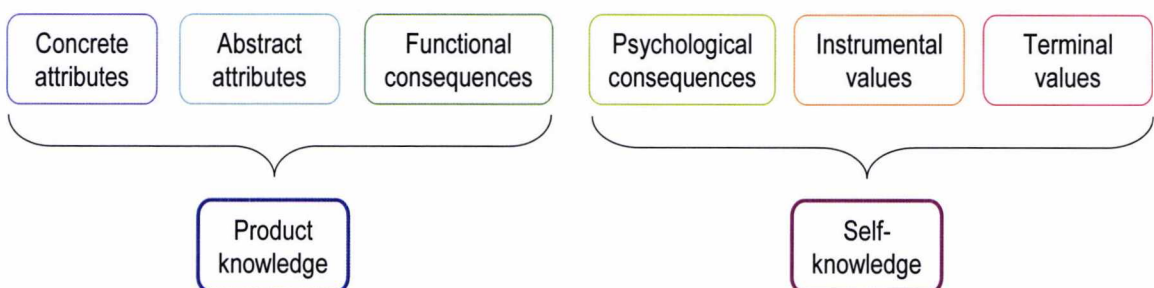 Concrete
attributes
Abstract
attributes
Functional
consequences
Psychological
consequences
Instrumental
values
Terminal
values
Product
knowledge
Self-
knowledge